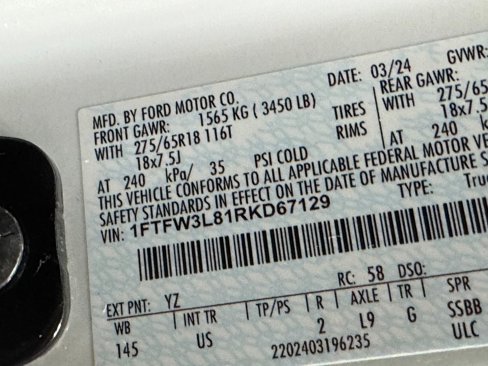 MFD. BY FORD MOTOR CO. DATE: 03/24 GVWR:
FRONT GAWR: 1565 KG ( 3450 LB) REAR GAWR:
WITH 275/65R18 116T TIRES WITH 275/65
18x7.5J RIMS 18x7.5
AT 240 kPa/ 35 PSI COLD AT 240 k
THIS VEHICLE CONFORMS TO ALL APPLICABLE FEDERAL MOTOR VE
SAFETY STANDARDS IN EFFECT ON THE DATE OF MANUFACTURE S
VIN: 1FTFW3L81RKD67129 TYPE: Truc
EXT PNT: YZ RC: 58 DSO:
WB INT TR TP/PS R AXLE TR SPR
145 US 2 L9 G SSBB
2202403196235 ULC